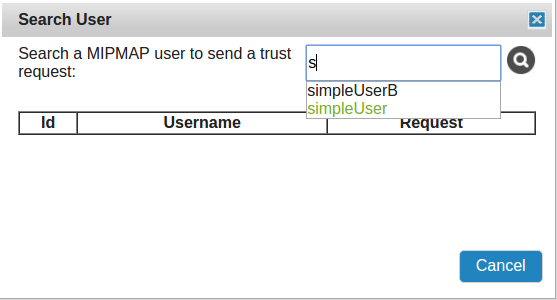 Search User
Search a MIPMAP user to send a trust
request:
s
simpleUserB
simpleUser
Id Username Request
Cancel